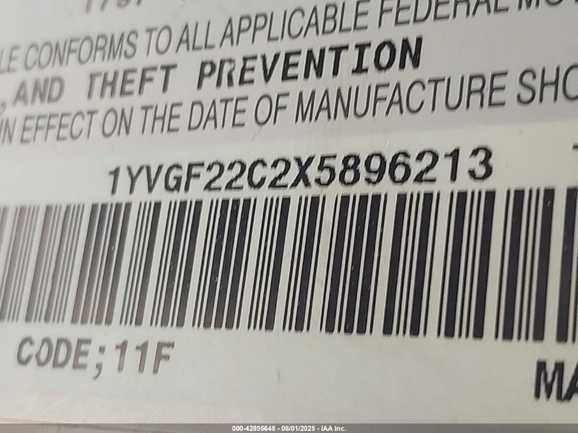 LE CONFORMS TO ALL APPLICABLE FEDERAL MO
, AND THEFT PREVENTION
IN EFFECT ON THE DATE OF MANUFACTURE SHO
1YVGF22C2X5896213
CODE; 11F
MA
000-42895648 - 08/01/2025 - IAA Inc.